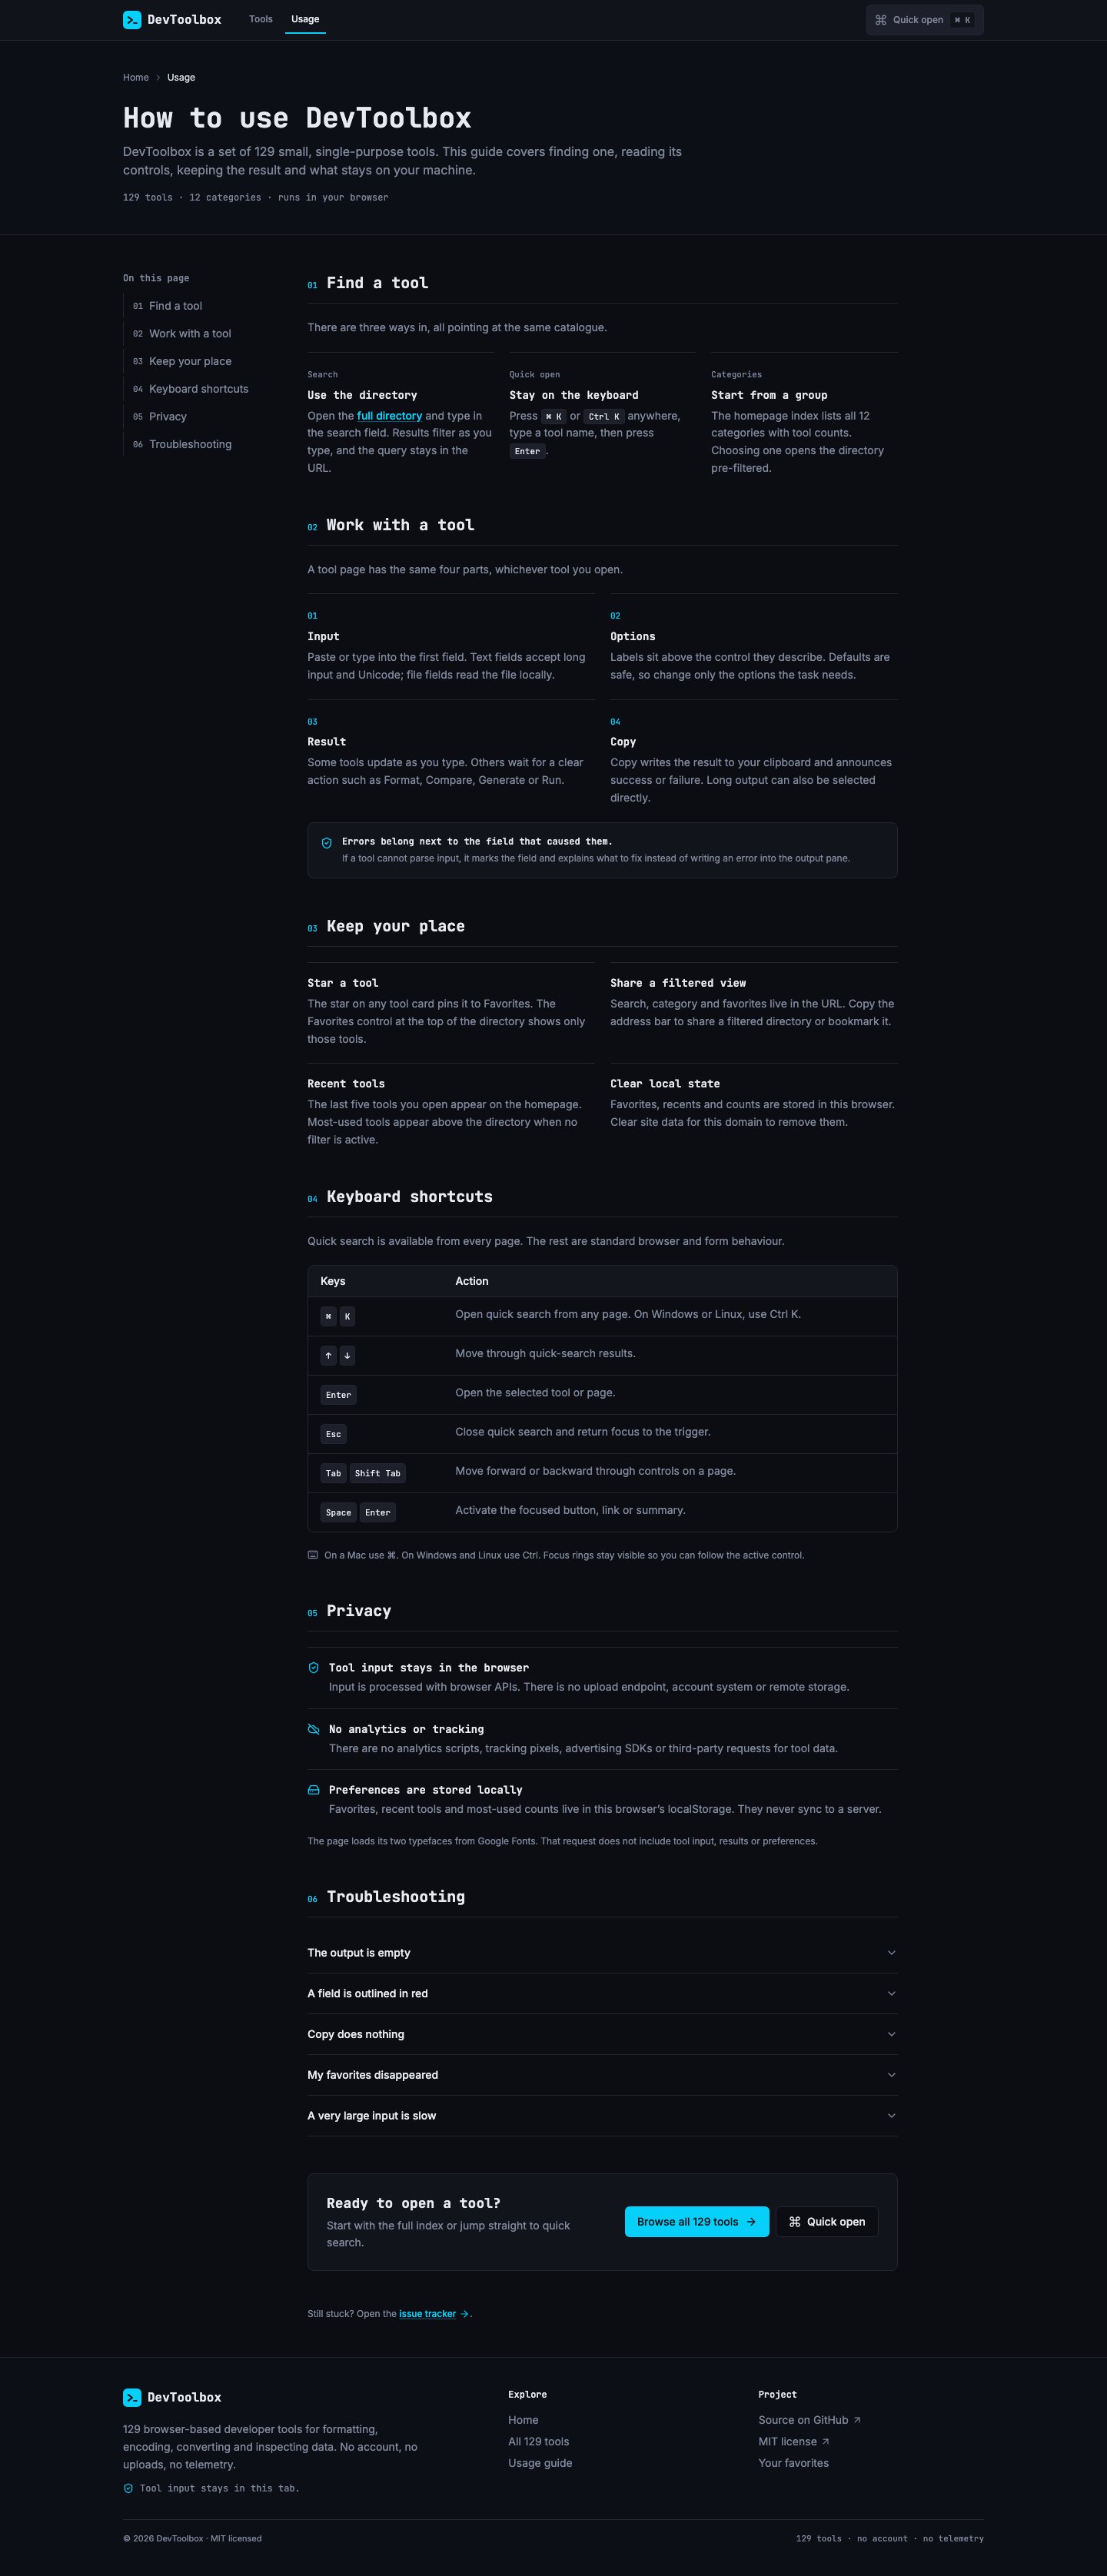 DevToolbox
Tools
Usage
Quick open ⌘ K
Home > Usage
How to use DevToolbox
DevToolbox is a set of 129 small, single-purpose tools. This guide covers finding one, reading its
controls, keeping the result and what stays on your machine.
129 tools · 12 categories · runs in your browser
On this page
01 Find a tool
02 Work with a tool
03 Keep your place
04 Keyboard shortcuts
05 Privacy
06 Troubleshooting
01 Find a tool
There are three ways in, all pointing at the same catalogue.
Search
Use the directory
Open the full directory and type in
the search field. Results filter as you
type, and the query stays in the
URL.
Quick open
Stay on the keyboard
Press ⌘ K or Ctrl K anywhere,
type a tool name, then press
Enter.
Categories
Start from a group
The homepage index lists all 12
categories with tool counts.
Choosing one opens the directory
pre-filtered.
02 Work with a tool
A tool page has the same four parts, whichever tool you open.
01
Input
Paste or type into the first field. Text fields accept long
input and Unicode; file fields read the file locally.
02
Options
Labels sit above the control they describe. Defaults are
safe, so change only the options the task needs.
03
Result
Some tools update as you type. Others wait for a clear
action such as Format, Compare, Generate or Run.
04
Copy
Copy writes the result to your clipboard and announces
success or failure. Long output can also be selected
directly.
Errors belong next to the field that caused them.
If a tool cannot parse input, it marks the field and explains what to fix instead of writing an error into the output pane.
03 Keep your place
Star a tool
The star on any tool card pins it to Favorites. The
Favorites control at the top of the directory shows only
those tools.
Share a filtered view
Search, category and favorites live in the URL. Copy the
address bar to share a filtered directory or bookmark it.
Recent tools
The last five tools you open appear on the homepage.
Most-used tools appear above the directory when no
filter is active.
Clear local state
Favorites, recents and counts are stored in this browser.
Clear site data for this domain to remove them.
04 Keyboard shortcuts
Quick search is available from every page. The rest are standard browser and form behaviour.
Keys Action
⌘ K Open quick search from any page. On Windows or Linux, use Ctrl K.
↑ ↓ Move through quick-search results.
Enter Open the selected tool or page.
Esc Close quick search and return focus to the trigger.
Tab Shift Tab Move forward or backward through controls on a page.
Space Enter Activate the focused button, link or summary.
On a Mac use ⌘. On Windows and Linux use Ctrl. Focus rings stay visible so you can follow the active control.
05 Privacy
Tool input stays in the browser
Input is processed with browser APIs. There is no upload endpoint, account system or remote storage.
No analytics or tracking
There are no analytics scripts, tracking pixels, advertising SDKs or third-party requests for tool data.
Preferences are stored locally
Favorites, recent tools and most-used counts live in this browser’s localStorage. They never sync to a server.
The page loads its two typefaces from Google Fonts. That request does not include tool input, results or preferences.
06 Troubleshooting
The output is empty
A field is outlined in red
Copy does nothing
My favorites disappeared
A very large input is slow
Ready to open a tool?
Start with the full index or jump straight to quick
search.
Browse all 129 tools →
⌘ Quick open
Still stuck? Open the issue tracker →.
DevToolbox
129 browser-based developer tools for formatting,
encoding, converting and inspecting data. No account, no
uploads, no telemetry.
Tool input stays in this tab.
Explore
Home
All 129 tools
Usage guide
Project
Source on GitHub ↗
MIT license ↗
Your favorites
© 2026 DevToolbox · MIT licensed
129 tools · no account · no telemetry